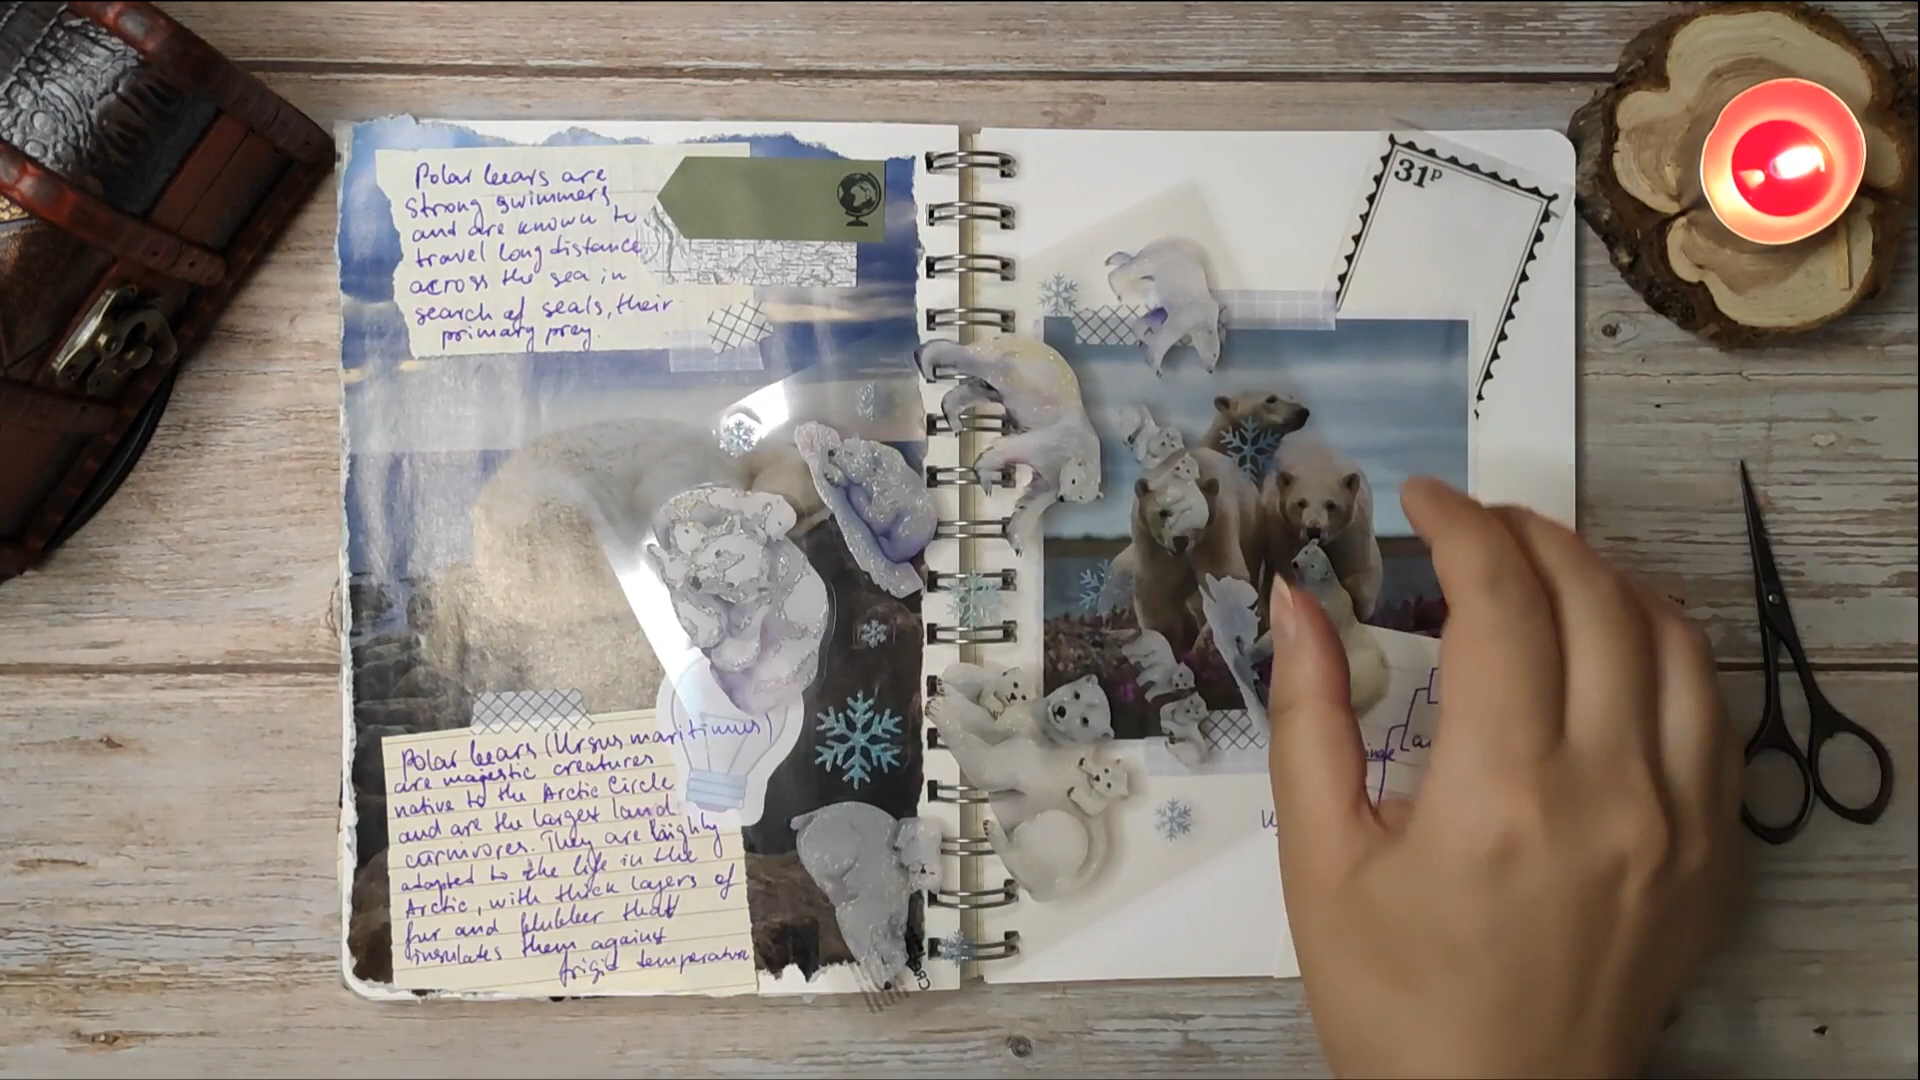 Polar bears are
strong swimmers
and are known to
travel long distance
across the sea in
search of seals, their
primary prey.
31P
Polar bears (Ursus maritimus)
are majestic creatures
native to the Arctic Circle
and are the largest land
carnivores. They are highly
adapted to the life in the
Arctic, with thick layers of
fur and blubber that
insulates them against
frigid temperature